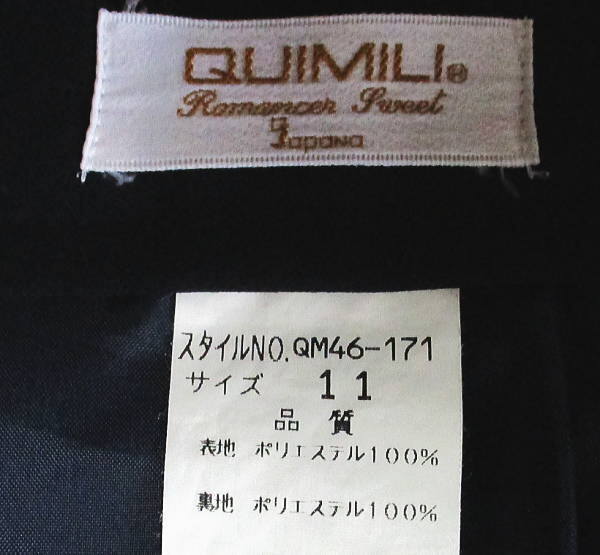 QUIMILI®
Romancer Sweet
Japana
スタイルNO. QM46-171
サイズ 11
品質
表地 ポリエステル100%
裏地 ポリエステル100%